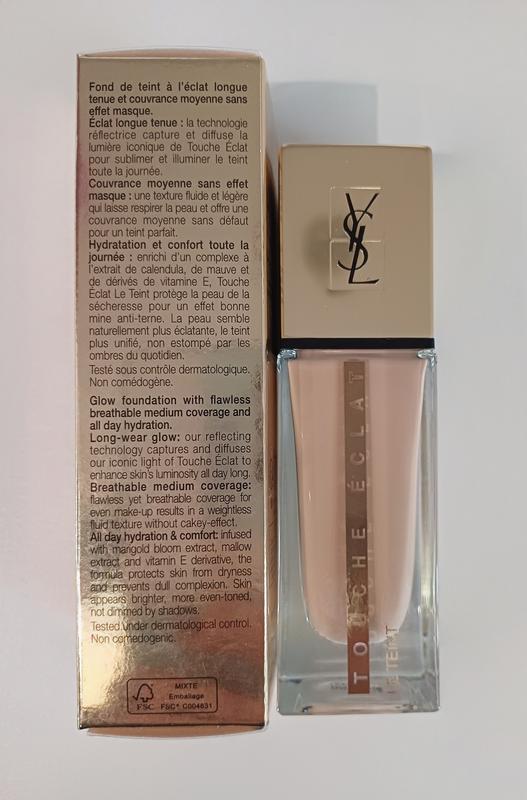 Fond de teint à l'éclat longue
tenue et couvrance moyenne sans
effet masque.
Éclat longue tenue : la technologie
réflectrice capture et diffuse la
lumière iconique de Touche Éclat
pour sublimer et illuminer le teint
toute la journée.
Couvrance moyenne sans effet
masque : une texture fluide et légère
qui laisse respirer la peau et offre une
couvrance moyenne sans défaut
pour un teint parfait.
Hydratation et confort toute la
journée : enrichi d'un complexe à
l'extrait de calendula, de mauve et
de dérivés de vitamine E, Touche
Éclat Le Teint protège la peau de la
sécheresse pour un effet bonne
mine anti-terne. La peau semble
naturellement plus éclatante, le teint
plus unifié, non estompé par les
ombres du quotidien.
Testé sous contrôle dermatologique.
Non comédogène.
Glow foundation with flawless
breathable medium coverage and
all day hydration.
Long-wear glow: our reflecting
technology captures and diffuses
our iconic light of Touche Éclat to
enhance skin's luminosity all day long.
Breathable medium coverage:
flawless yet breathable coverage for
even make-up results in a weightless
fluid texture without cakey-effect.
All day hydration & comfort: infused
with marigold bloom extract, mallow
extract and vitamin E derivative, the
formula protects skin from dryness
and prevents dull complexion. Skin
appears brighter, more even-toned,
not dimmed by shadows.
Tested under dermatological control.
Non comedogenic.
FSC
MIXTE
Emballage
FSC® C004631
YSL
TOUCHE ÉCLAT
LE TEINT